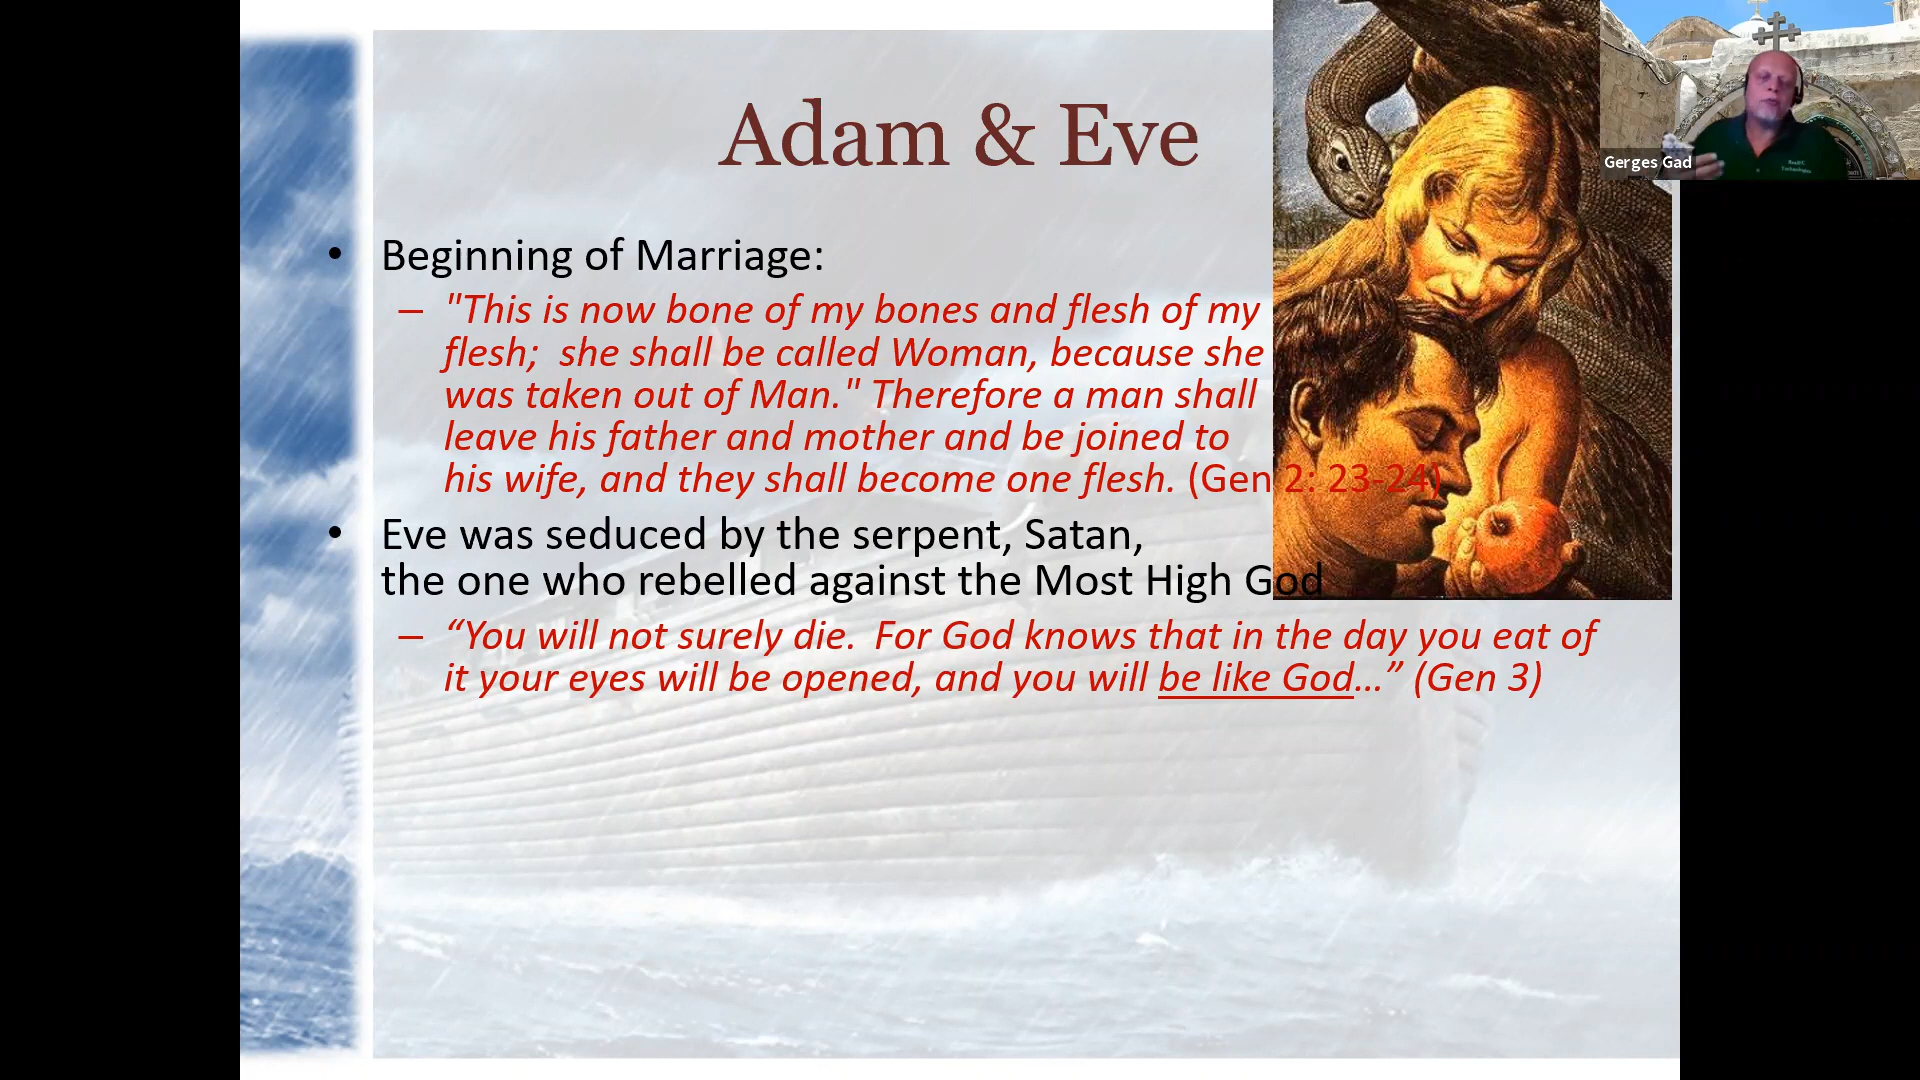 Adam & Eve
Gerges Gad
• Beginning of Marriage:
– "This is now bone of my bones and flesh of my
flesh;  she shall be called Woman, because she
was taken out of Man." Therefore a man shall
leave his father and mother and be joined to
his wife, and they shall become one flesh. (Gen 2: 23-24)
• Eve was seduced by the serpent, Satan,
the one who rebelled against the Most High God
– “You will not surely die.  For God knows that in the day you eat of
it your eyes will be opened, and you will be like God…” (Gen 3)